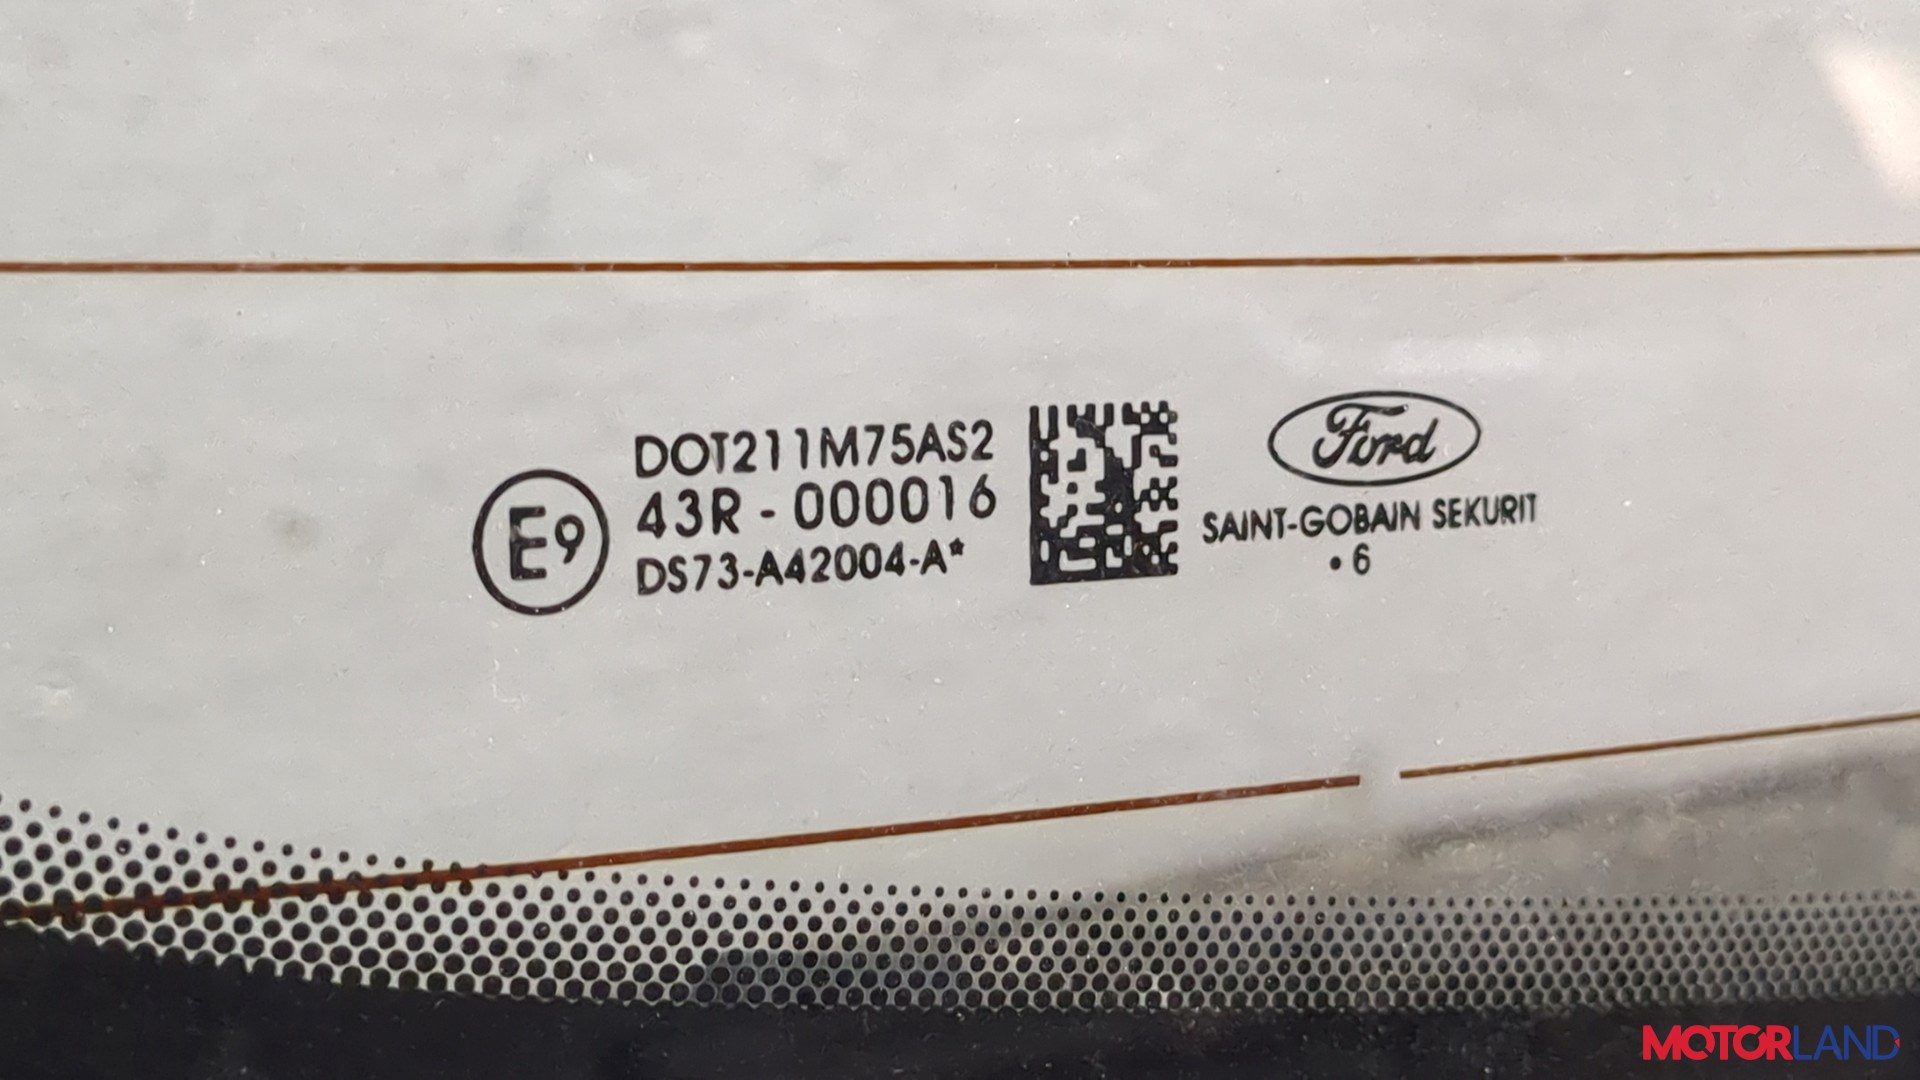 DOT211M75AS2
43R - 000016
E9
DS73-A42004-A*
Ford
SAINT-GOBAIN SEKURIT
•6
MOTORLAND